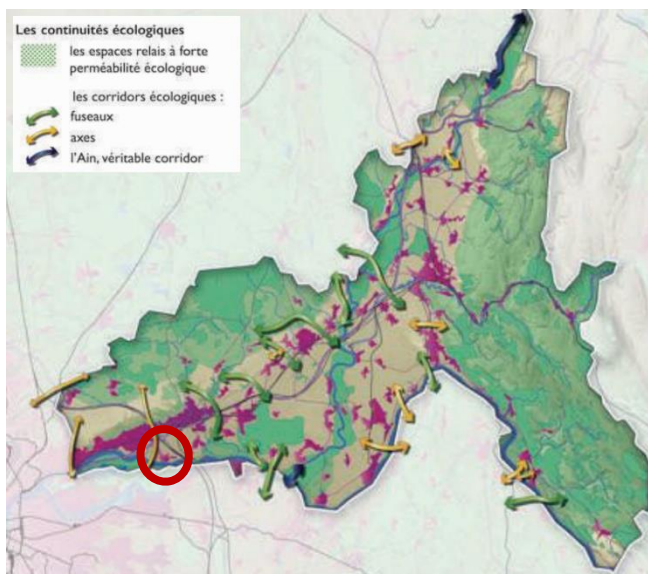 Les continuités écologiques
les espaces relais à forte
perméabilité écologique
les corridors écologiques :
fuseaux
axes
l'Ain, véritable corridor